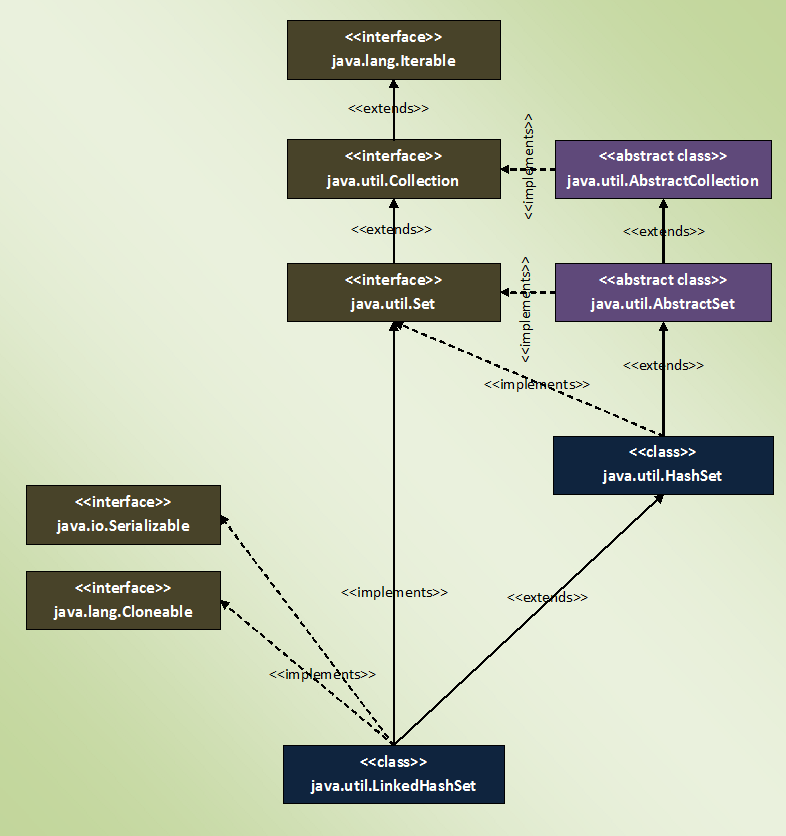 <<interface>>
java.lang.Iterable
<<extends>>
<<interface>>
java.util.Collection
<<implements>>
<<abstract class>>
java.util.AbstractCollection
<<extends>>
<<extends>>
<<interface>>
java.util.Set
<<implements>>
<<abstract class>>
java.util.AbstractSet
<<extends>>
<<implements>>
<<class>>
java.util.HashSet
<<interface>>
java.io.Serializable
<<interface>>
java.lang.Cloneable
<<implements>>
<<extends>>
<<implements>>
<<class>>
java.util.LinkedHashSet